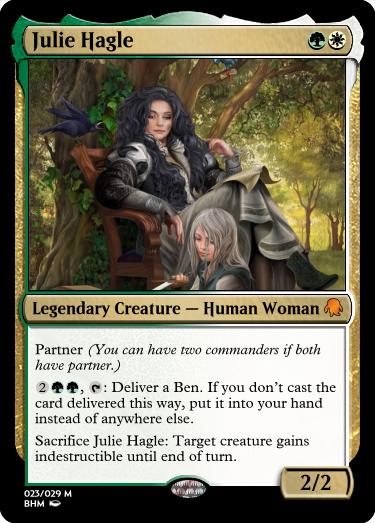 Julie Hagle
Legendary Creature — Human Woman
Partner (You can have two commanders if both
have partner.)
2, : Deliver a Ben. If you don't cast the
card delivered this way, put it into your hand
instead of anywhere else.
Sacrifice Julie Hagle: Target creature gains
indestructible until end of turn.
2/2
023/029 M
BHM